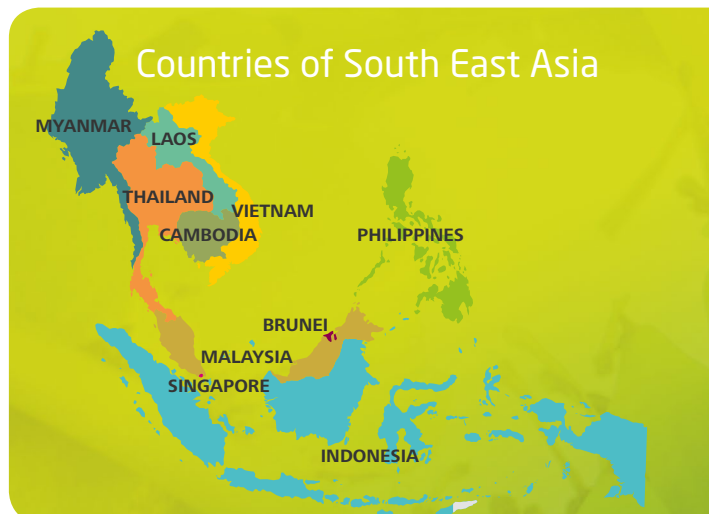 Countries of South East Asia
MYANMAR
LAOS
THAILAND
VIETNAM
CAMBODIA
PHILIPPINES
BRUNEI
MALAYSIA
SINGAPORE
INDONESIA